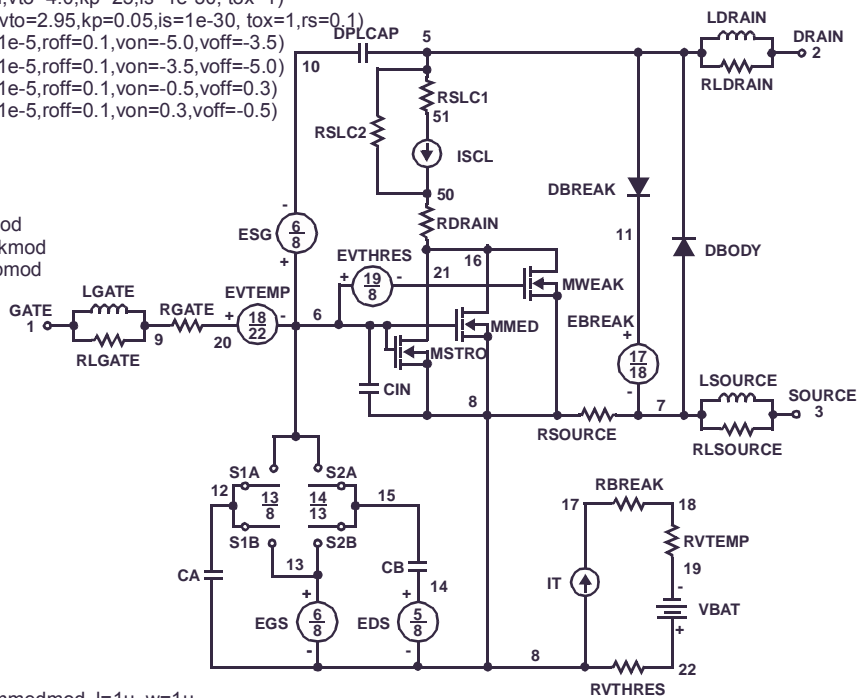 ,vto=2.95,kp=0.05,is=1e-30, tox=1,rs=0.1)
1e-5,roff=0.1,von=-5.0,voff=-3.5)
1e-5,roff=0.1,von=-3.5,voff=-5.0)
1e-5,roff=0.1,von=-0.5,voff=0.3)
1e-5,roff=0.1,von=0.3,voff=-0.5)
DPLCAP
5
10
LDRAIN
DRAIN
2
RLDRAIN
RSLC1
51
RSLC2
ISCL
50
DBREAK
RDRAIN
11
DBODY
od
kmod
omod
-
ESG
6
8
+
EVTHRES
+
19
8
-
16
21
MWEAK
LGATE
GATE
1
RLGATE
9
RGATE
20
EVTEMP
+
18
22
-
6
MMED
MSTRO
EBREAK
+
17
18
-
CIN
8
RSOURCE
7
LSOURCE
SOURCE
3
RLSOURCE
S1A
S2A
12
13
8
14
13
15
S1B
S2B
13
CA
CB
14
+
EGS
6
8
-
+
EDS
5
8
-
RBREAK
17
18
RVTEMP
19
IT
-
VBAT
+
8
22
RVTHRES